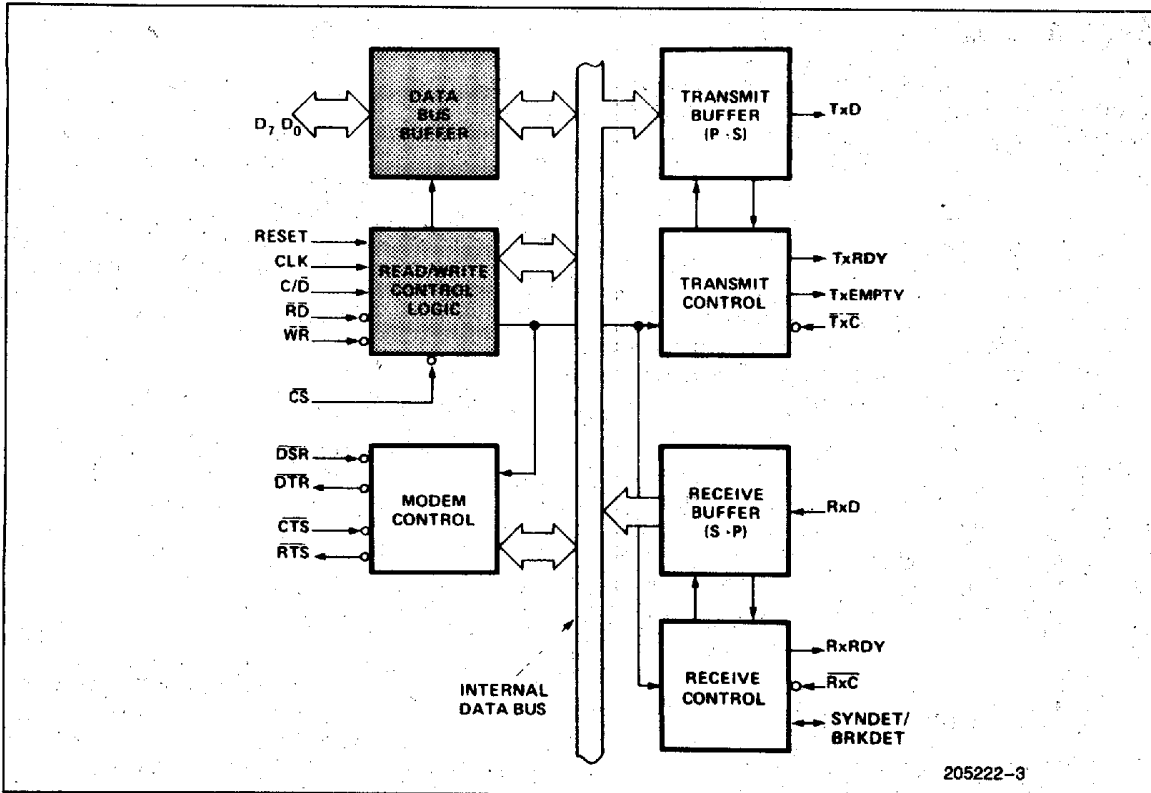 D₇ D₀
DATA
BUS
BUFFER
TRANSMIT
BUFFER
(P - S)
TxD
RESET
CLK
C/D̅
R̅D̅
W̅R̅
C̅S̅
READ/WRITE
CONTROL
LOGIC
TRANSMIT
CONTROL
TxRDY
TxEMPTY
T̅x̅C̅
D̅S̅R̅
D̅T̅R̅
C̅T̅S̅
R̅T̅S̅
MODEM
CONTROL
RECEIVE
BUFFER
(S - P)
RxD
INTERNAL
DATA BUS
RECEIVE
CONTROL
RxRDY
R̅x̅C̅
SYNDET/
BRKDET
205222-3